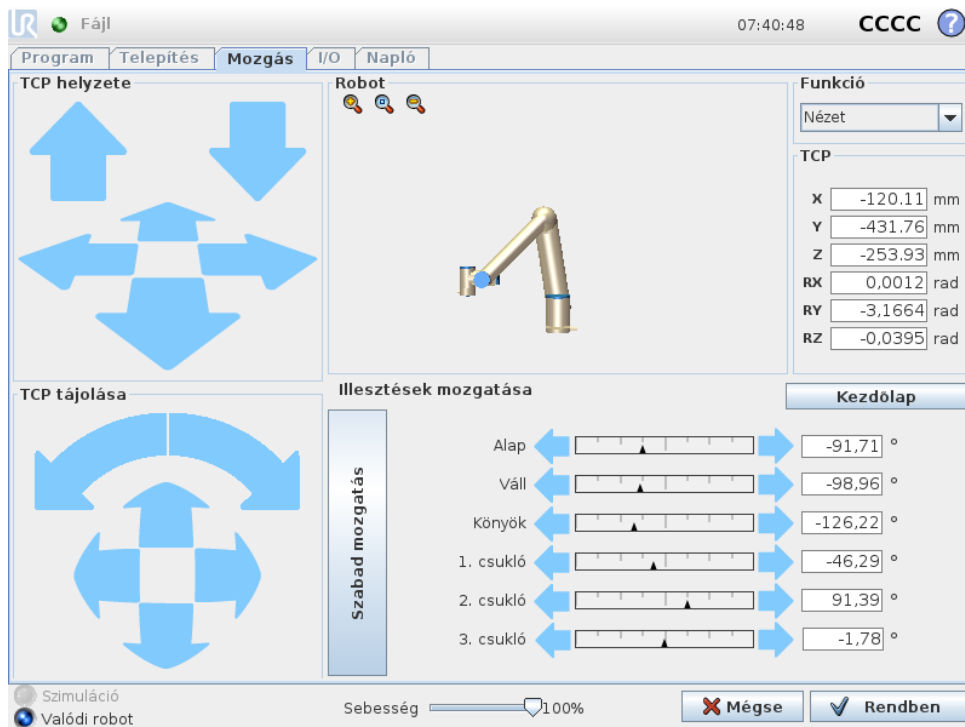 UR Fájl 07:40:48 CCCC ?
Program Telepítés Mozgás I/O Napló
TCP helyzete
Robot
Funkció
Nézet
TCP
X -120.11 mm
Y -431.76 mm
Z -253.93 mm
RX 0,0012 rad
RY -3,1664 rad
RZ -0,0395 rad
TCP tájolása
Illesztések mozgatása
Kezdőlap
Szabad mozgatás
Alap -91,71 °
Váll -98,96 °
Könyök -126,22 °
1. csukló -46,29 °
2. csukló 91,39 °
3. csukló -1,78 °
Szimuláció
Valódi robot
Sebesség 100%
Mégse
Rendben